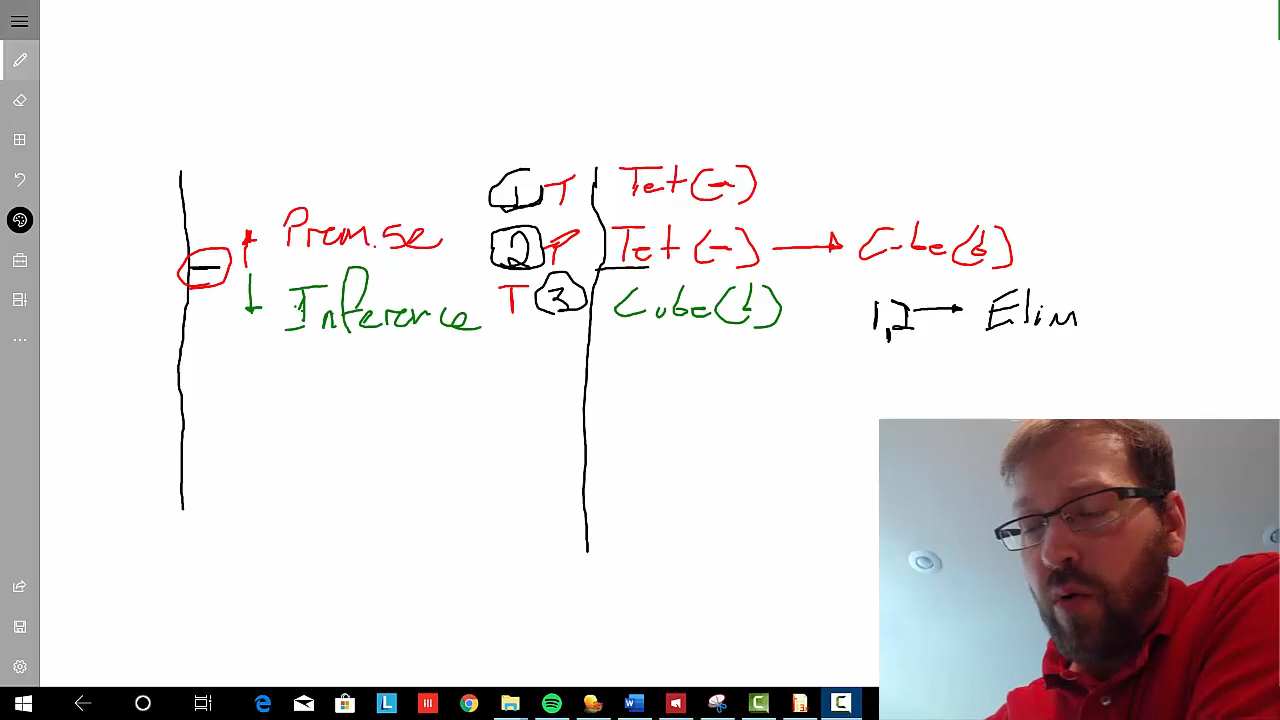 1 T Tet(a)
Premise 2 T Tet(a) → Cube(b)
Inference T 3 Cube(b) 1,2 → Elim